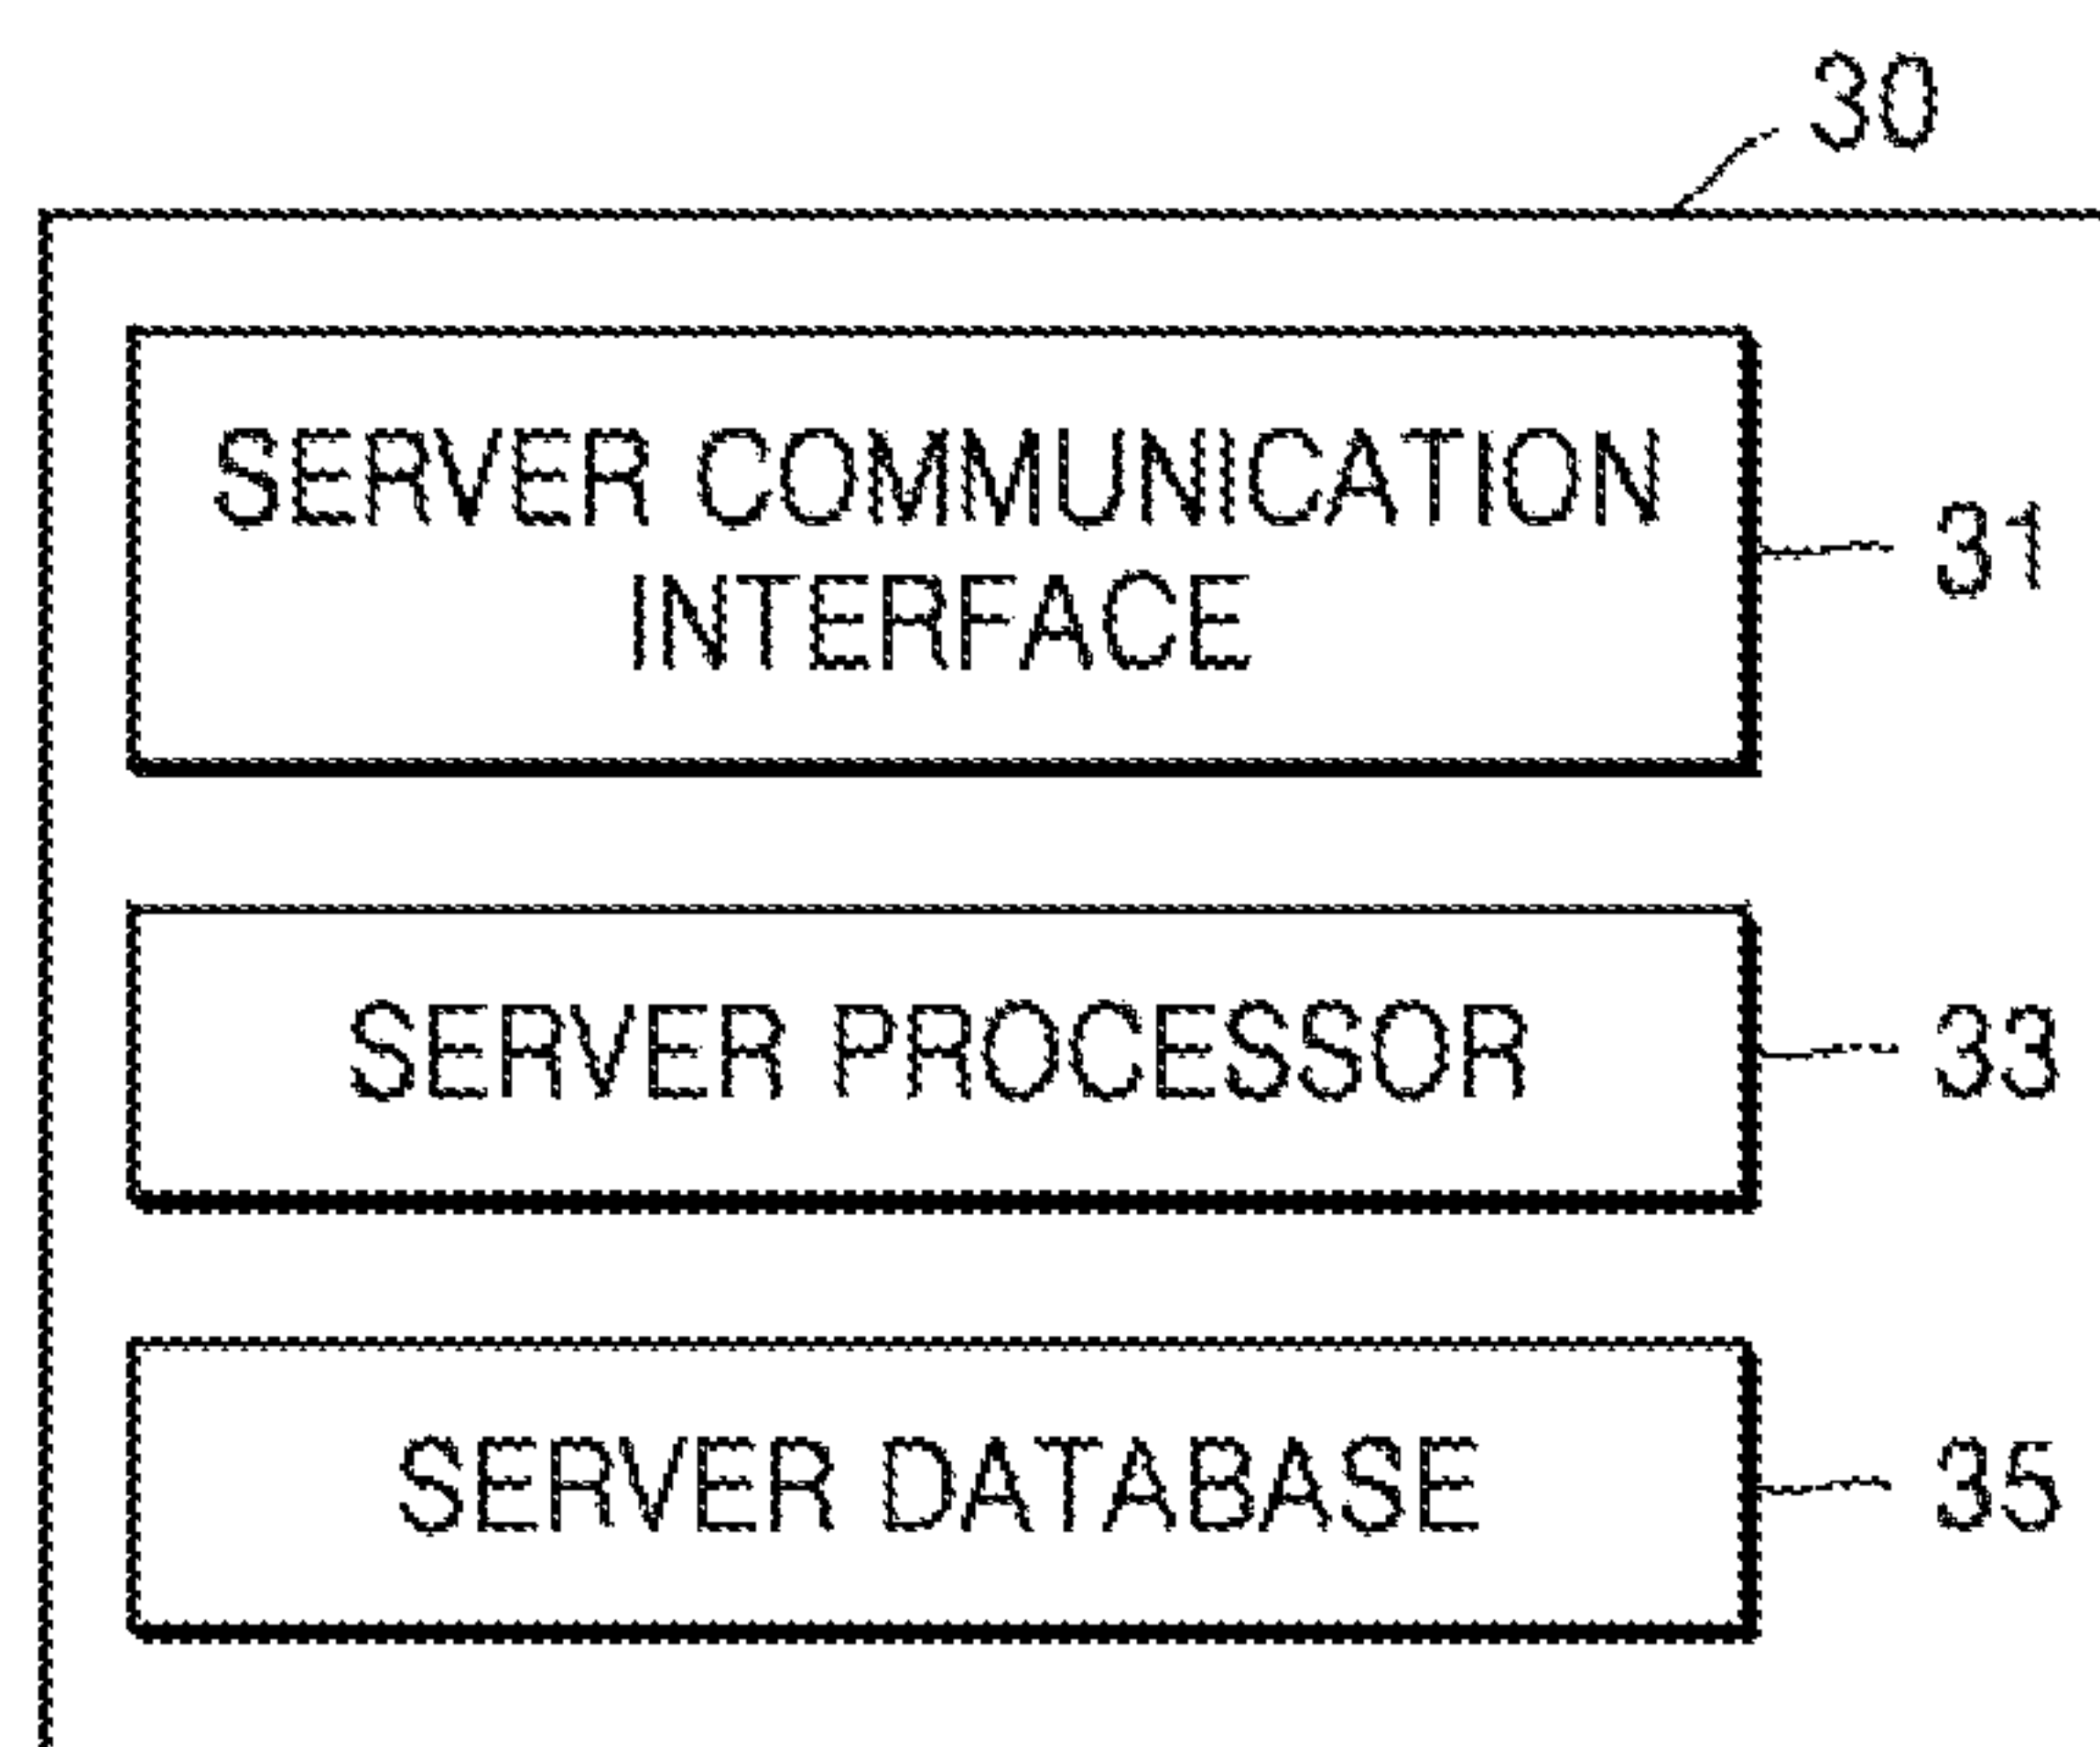 30
SERVER COMMUNICATION
INTERFACE
31
SERVER PROCESSOR
33
SERVER DATABASE
35